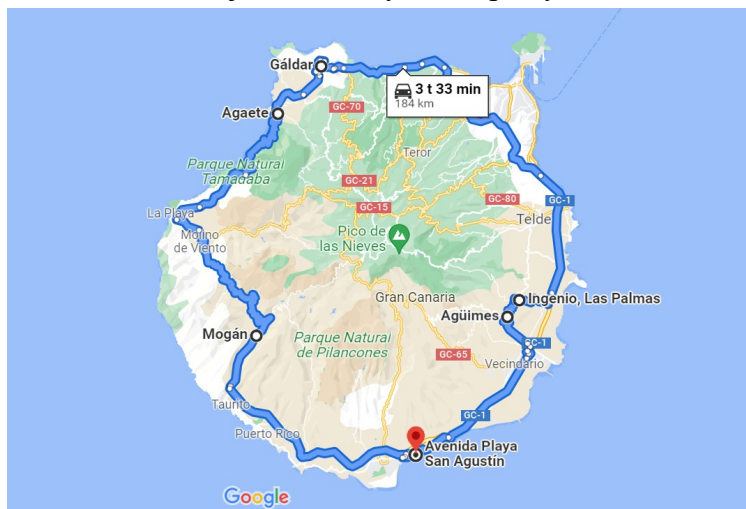 Gáldar
3 t 33 min
184 km
GC-70
Agaete
Teror
Parque Natural
Tamadaba
GC-21
GC-80
GC-1
La Playa
GC-15
Telde
Molino
de Viento
Pico de
las Nieves
Gran Canaria
Ingenio, Las Palmas
Agüimes
Mogán
Parque Natural
de Pilancones
GC-1
GC-65
Vecindario
Taurito
GC-1
Puerto Rico
Avenida Playa
San Agustín
Google